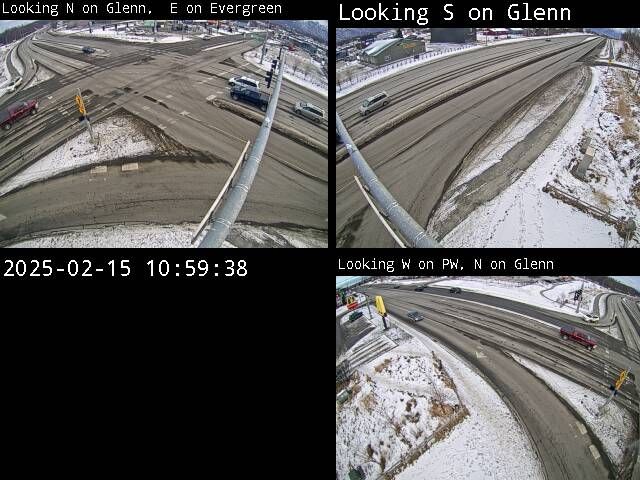 Looking N on Glenn,  E on Evergreen
Looking S on Glenn
2025-02-15 10:59:38
Looking W on PW, N on Glenn